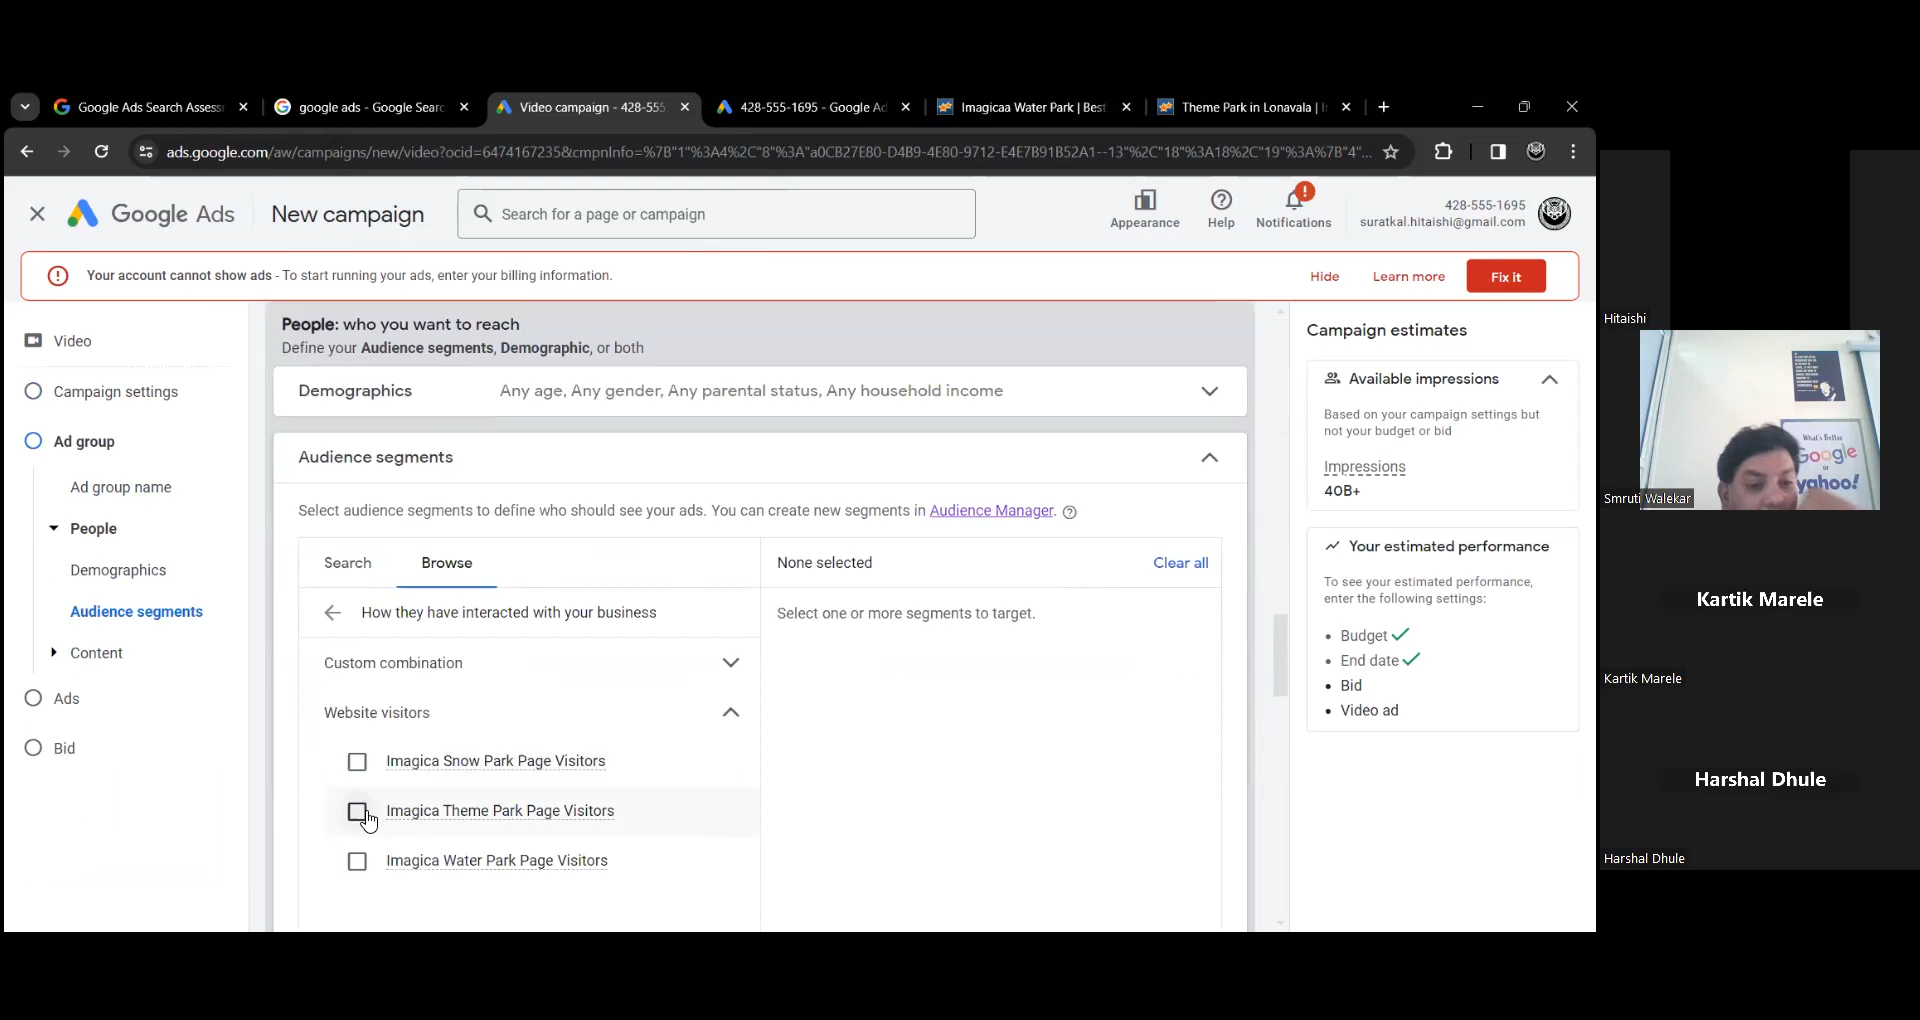 Google Ads Search Assess
google ads - Google Searc
Video campaign - 428-555
428-555-1695 - Google Ad
Imagicaa Water Park | Best
Theme Park in Lonavala | I
ads.google.com/aw/campaigns/new/video?ocid=6474167235&cmpnInfo=%7B"1"%3A4%2C"8"%3A"a0CB27E80-D4B9-4E80-9712-E4E7B91B52A1--13"%2C"18"%3A18%2C"19"%3A%7B"4"...
Google Ads
New campaign
Search for a page or campaign
Appearance
Help
Notifications
428-555-1695
suratkal.hitaishi@gmail.com
Your account cannot show ads - To start running your ads, enter your billing information.
Hide
Learn more
Fix it
Video
Campaign settings
Ad group
Ad group name
People
Demographics
Audience segments
Content
Ads
Bid
People: who you want to reach
Define your Audience segments, Demographic, or both
Demographics
Any age, Any gender, Any parental status, Any household income
Audience segments
Select audience segments to define who should see your ads. You can create new segments in Audience Manager.
Search
Browse
None selected
Clear all
How they have interacted with your business
Select one or more segments to target.
Custom combination
Website visitors
Imagica Snow Park Page Visitors
Imagica Theme Park Page Visitors
Imagica Water Park Page Visitors
Campaign estimates
Available impressions
Based on your campaign settings but
not your budget or bid
Impressions
40B+
Your estimated performance
To see your estimated performance,
enter the following settings:
Budget
End date
Bid
Video ad
Hitaishi
What's Better
Google
or
yahoo!
Smruti Walekar
Kartik Marele
Kartik Marele
Harshal Dhule
Harshal Dhule